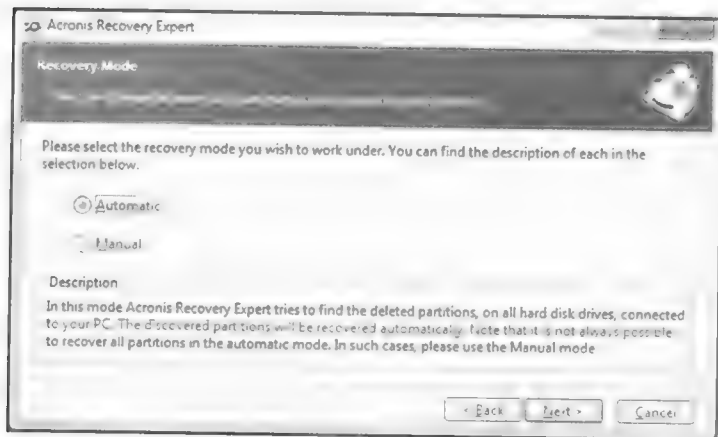 Acronis Recovery Expert
Recovery Mode
Please select the recovery mode you wish to work under. You can find the description of each in the
selection below.
Automatic
Manual
Description
In this mode Acronis Recovery Expert tries to find the deleted partitions, on all hard disk drives, connected
to your PC. The discovered partitions will be recovered automatically. Note that it is not always possible
to recover all partitions in the automatic mode. In such cases, please use the Manual mode
< Back
Next >
Cancel